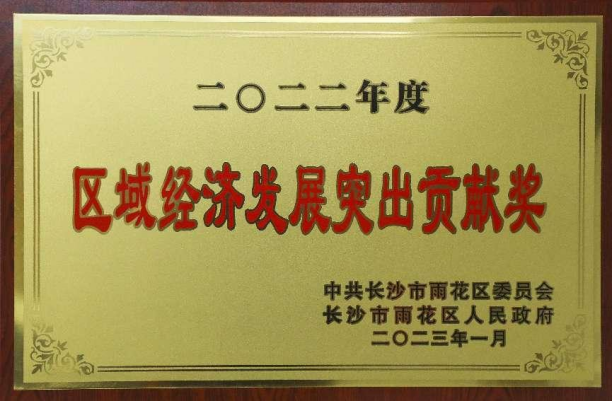 二〇二二年度
区域经济发展突出贡献奖
中共长沙市雨花区委员会
长沙市雨花区人民政府
二〇二三年一月